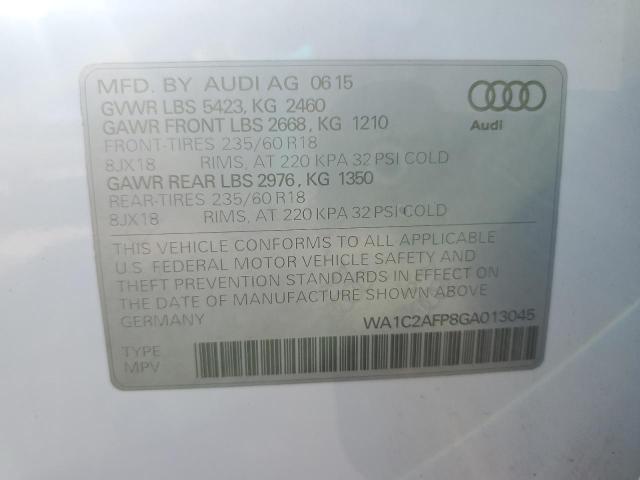 MFD. BY AUDI AG 06 15
GVWR LBS 5423, KG 2460
GAWR FRONT LBS 2668, KG 1210
FRONT-TIRES 235/60 R18
8JX18 RIMS, AT 220 KPA 32 PSI COLD
GAWR REAR LBS 2976, KG 1350
REAR-TIRES 235/60 R18
8JX18 RIMS, AT 220 KPA 32 PSI COLD
Audi
THIS VEHICLE CONFORMS TO ALL APPLICABLE
U.S. FEDERAL MOTOR VEHICLE SAFETY AND
THEFT PREVENTION STANDARDS IN EFFECT ON
THE DATE OF MANUFACTURE SHOWN ABOVE
GERMANY WA1C2AFP8GA013045
TYPE
MPV